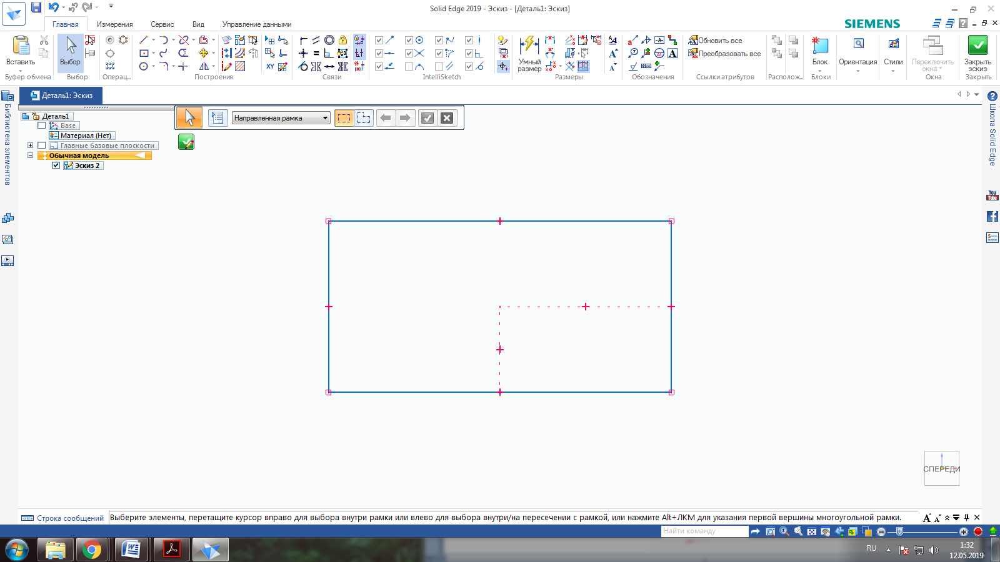 Solid Edge 2019 - Эскиз - [Деталь1: Эскиз]
Главная Измерения Сервис Вид Управление данными
SIEMENS
Вставить
Выбор
Умный размер
Обновить все
Преобразовать все
Блок
Ориентация
Стили
Переключить окна
Закрыть эскиз
XY
Буфер обмена Выбор Операц... Построения Связи IntelliSketch Размеры Обозначения Ссылки атрибутов Располож... Блоки Окна Закрыть
Деталь1: Эскиз
Библиотека элементов
Школа Solid Edge
You Tube
Деталь1
Base
Материал (Нет)
Главные базовые плоскости
Обычная модель
Эскиз 2
Направленная рамка
СПЕРЕДИ
Строка сообщений
Выберите элементы, перетащите курсор вправо для выбора внутри рамки или влево для выбора внутри/на пересечении с рамкой, или нажмите Alt+ЛКМ для указания первой вершины многоугольной рамки.
Найти команду
RU
1:32
12.05.2019